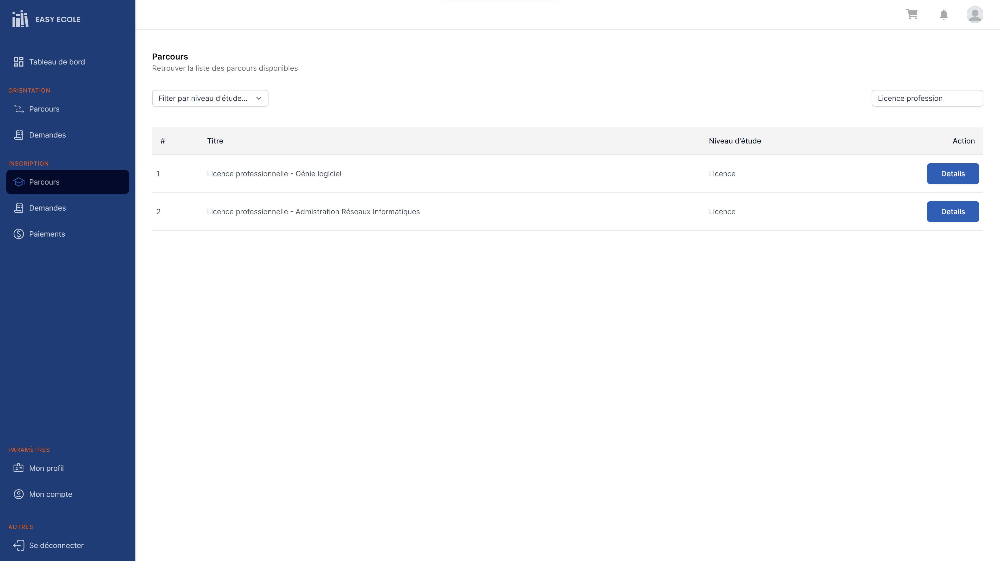 EASY ECOLE
Tableau de bord
ORIENTATION
Parcours
Demandes
INSCRIPTION
Parcours
Demandes
Paiements
PARAMÈTRES
Mon profil
Mon compte
AUTRES
Se déconnecter
Parcours
Retrouver la liste des parcours disponibles
Filter par niveau d'étude...
Licence profession
# Titre Niveau d'étude Action
1 Licence professionnelle - Génie logiciel Licence Details
2 Licence professionnelle - Admistration Réseaux Informatiques Licence Details